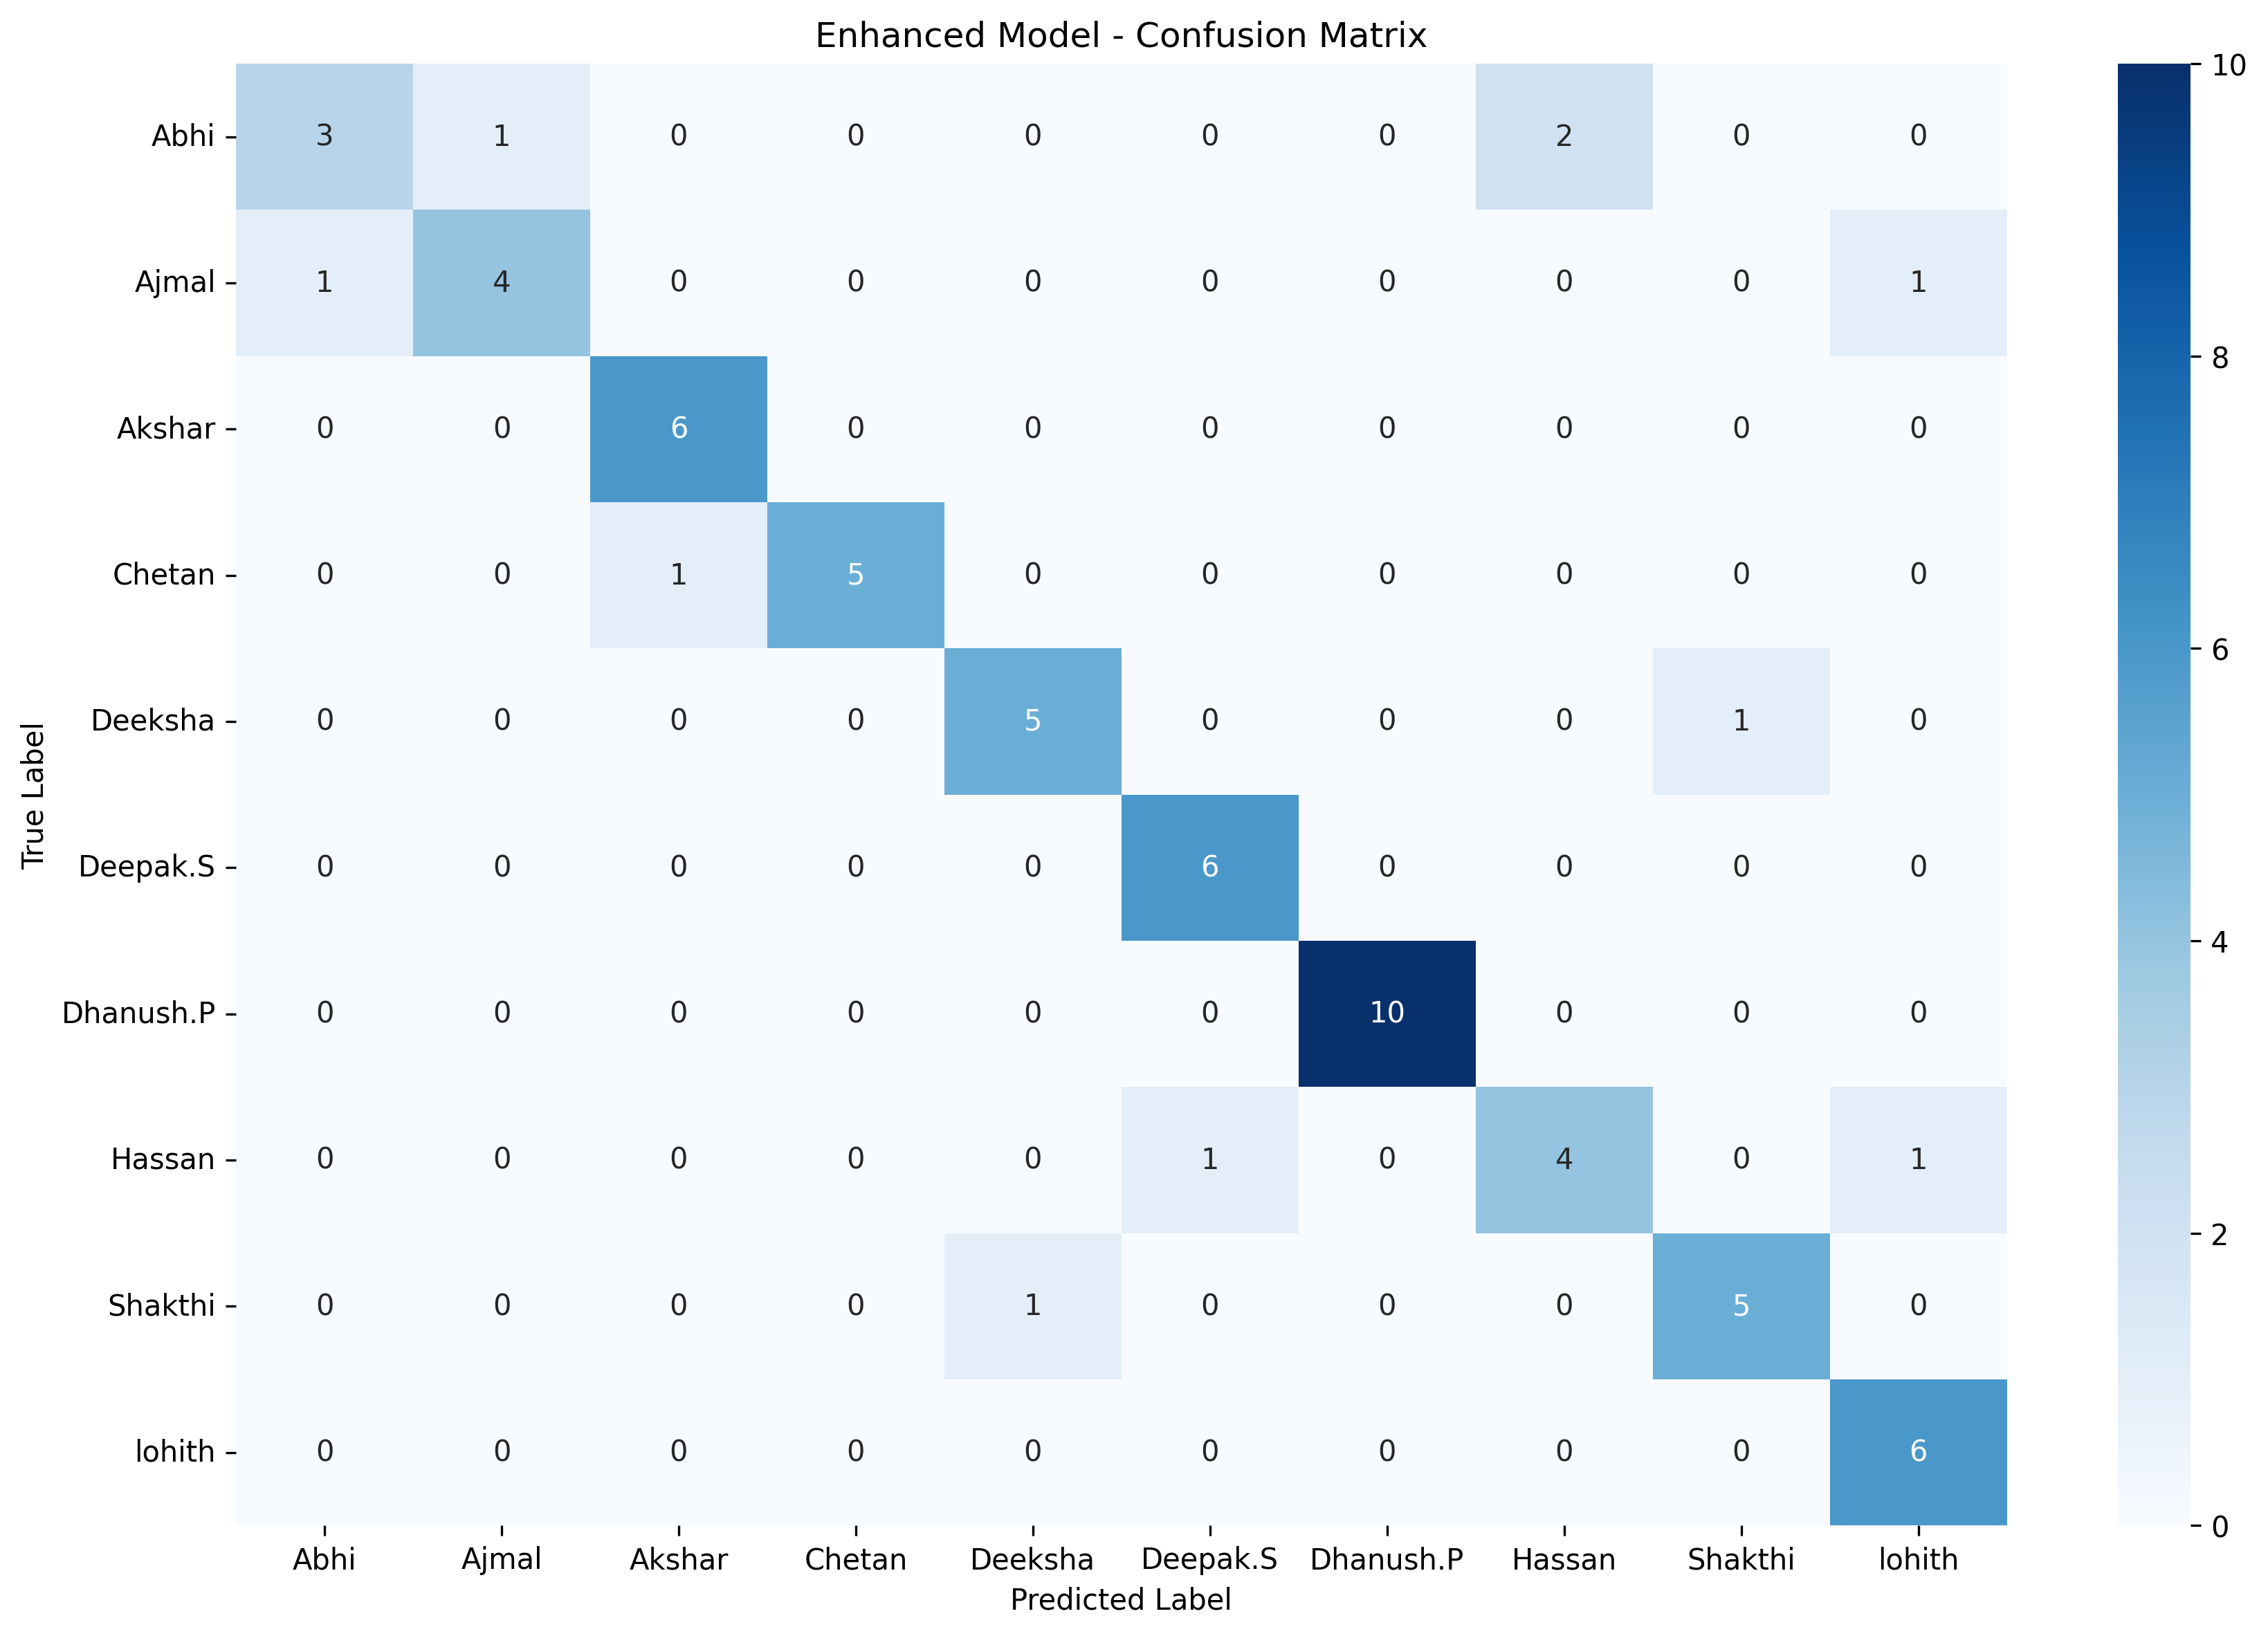 Enhanced Model - Confusion Matrix
Abhi 3 1 0 0 0 0 0 2 0 0
Ajmal 1 4 0 0 0 0 0 0 0 1
Akshar 0 0 6 0 0 0 0 0 0 0
Chetan 0 0 1 5 0 0 0 0 0 0
Deeksha 0 0 0 0 5 0 0 0 1 0
Deepak.S 0 0 0 0 0 6 0 0 0 0
Dhanush.P 0 0 0 0 0 0 10 0 0 0
Hassan 0 0 0 0 0 1 0 4 0 1
Shakthi 0 0 0 0 1 0 0 0 5 0
lohith 0 0 0 0 0 0 0 0 0 6
Abhi Ajmal Akshar Chetan Deeksha Deepak.S Dhanush.P Hassan Shakthi lohith
Predicted Label
True Label
10
8
6
4
2
0